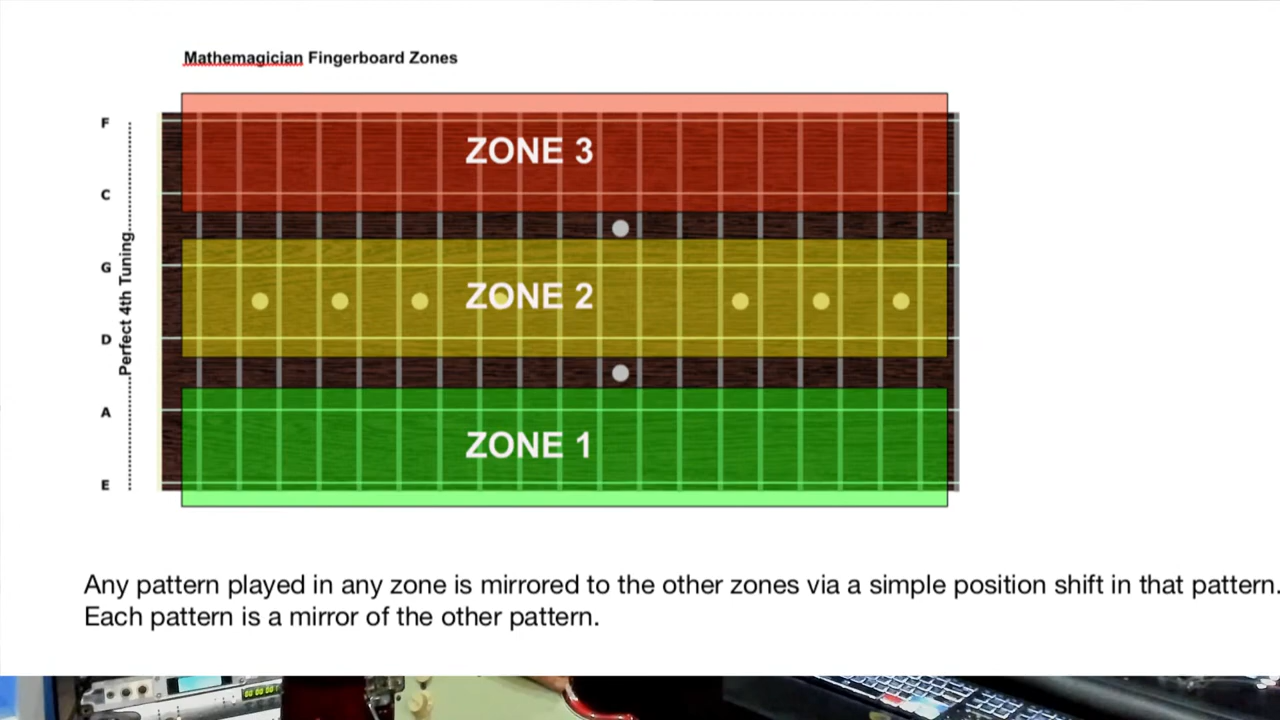 Mathemagician Fingerboard Zones
F
C
G
D
A
E
Perfect 4th Tuning
ZONE 3
ZONE 2
ZONE 1
Any pattern played in any zone is mirrored to the other zones via a simple position shift in that pattern.
Each pattern is a mirror of the other pattern.